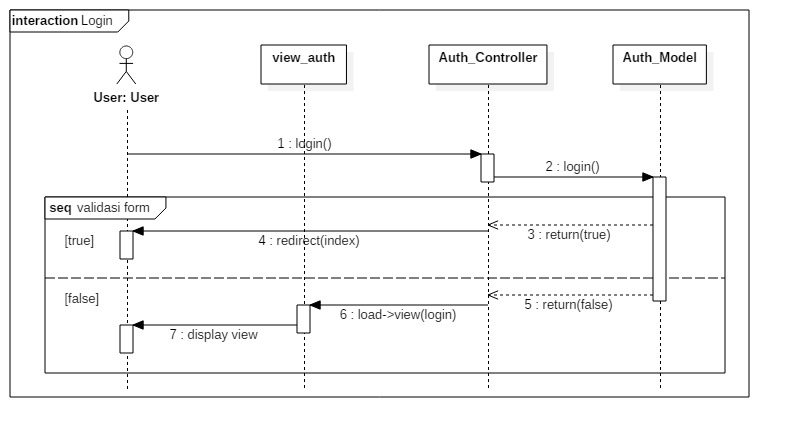 interaction Login
view_auth
Auth_Controller
Auth_Model
User: User
1 : login()
2 : login()
seq validasi form
[true]
3 : return(true)
4 : redirect(index)
[false]
5 : return(false)
6 : load->view(login)
7 : display view